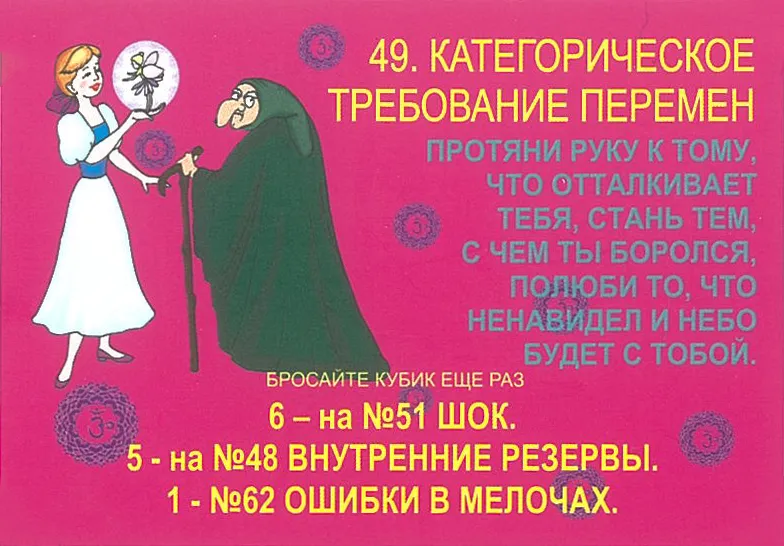 49. КАТЕГОРИЧЕСКОЕ
ТРЕБОВАНИЕ ПЕРЕМЕН
ПРОТЯНИ РУКУ К ТОМУ,
ЧТО ОТТАЛКИВАЕТ
ТЕБЯ, СТАНЬ ТЕМ,
С ЧЕМ ТЫ БОРОЛСЯ,
ПОЛЮБИ ТО, ЧТО
НЕНАВИДЕЛ И НЕБО
БУДЕТ С ТОБОЙ.
БРОСАЙТЕ КУБИК ЕЩЕ РАЗ
6 – на №51 ШОК.
5 - на №48 ВНУТРЕННИЕ РЕЗЕРВЫ.
1 - №62 ОШИБКИ В МЕЛОЧАХ.